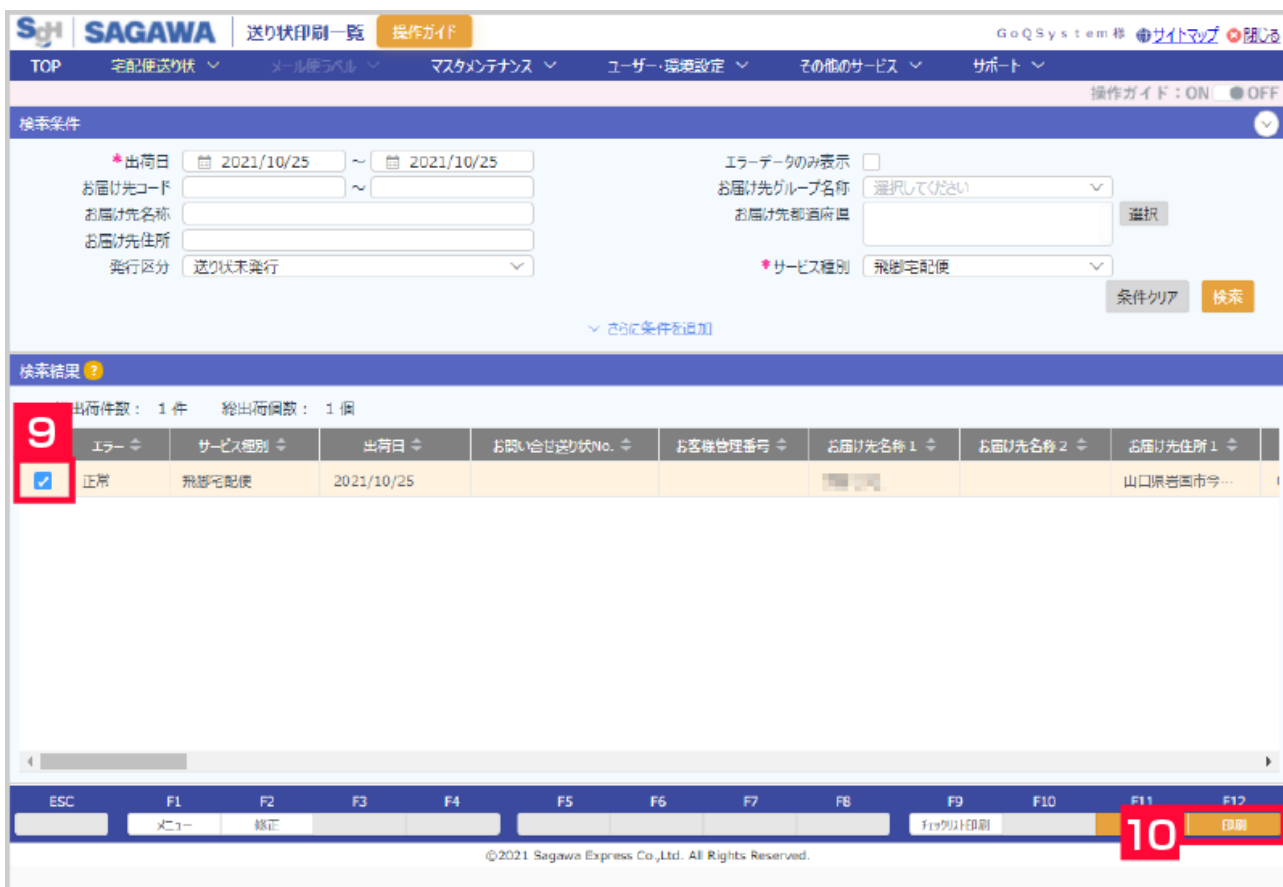 SGH SAGAWA 送り状印刷一覧 操作ガイド GoQSystem様 サイトマップ 閉じる
TOP 宅配便送り状 メール便ラベル マスタメンテナンス ユーザー・環境設定 その他のサービス サポート
操作ガイド:ON OFF
検索条件
*出荷日 2021/10/25 ~ 2021/10/25 エラーデータのみ表示
お届け先コード ~ お届け先グループ名称 選択してください
お届け先名称 お届け先都道府県 選択
お届け先住所
発行区分 送り状未発行 *サービス種別 飛脚宅配便
条件クリア 検索
さらに条件を追加
検索結果 ?
出荷件数: 1 件 総出荷個数: 1 個
9
エラー サービス種別 出荷日 お問い合せ送り状No. お客様管理番号 お届け先名称1 お届け先名称2 お届け先住所1
正常 飛脚宅配便 2021/10/25 山口県岩国市今…
ESC F1 F2 F3 F4 F5 F6 F7 F8 F9 F10 F11 F12
メニュー 修正 チェックリスト印刷 10 印刷
©2021 Sagawa Express Co.,Ltd. All Rights Reserved.